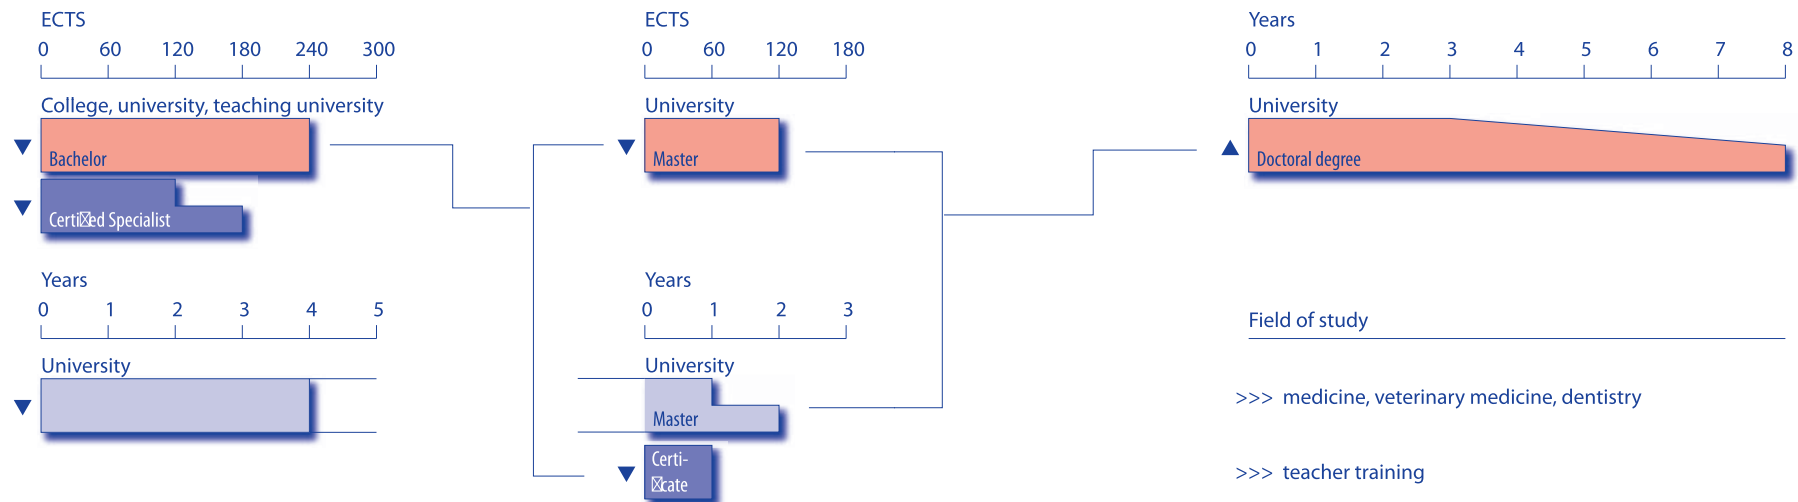 ECTS
0 60 120 180 240 300
College, university, teaching university
Bachelor
Certi☒ed Specialist
Years
0 1 2 3 4 5
University
ECTS
0 60 120 180
University
Master
Years
0 1 2 3
University
Master
Certi-
☒cate
Years
0 1 2 3 4 5 6 7 8
University
Doctoral degree
Field of study
>>> medicine, veterinary medicine, dentistry
>>> teacher training